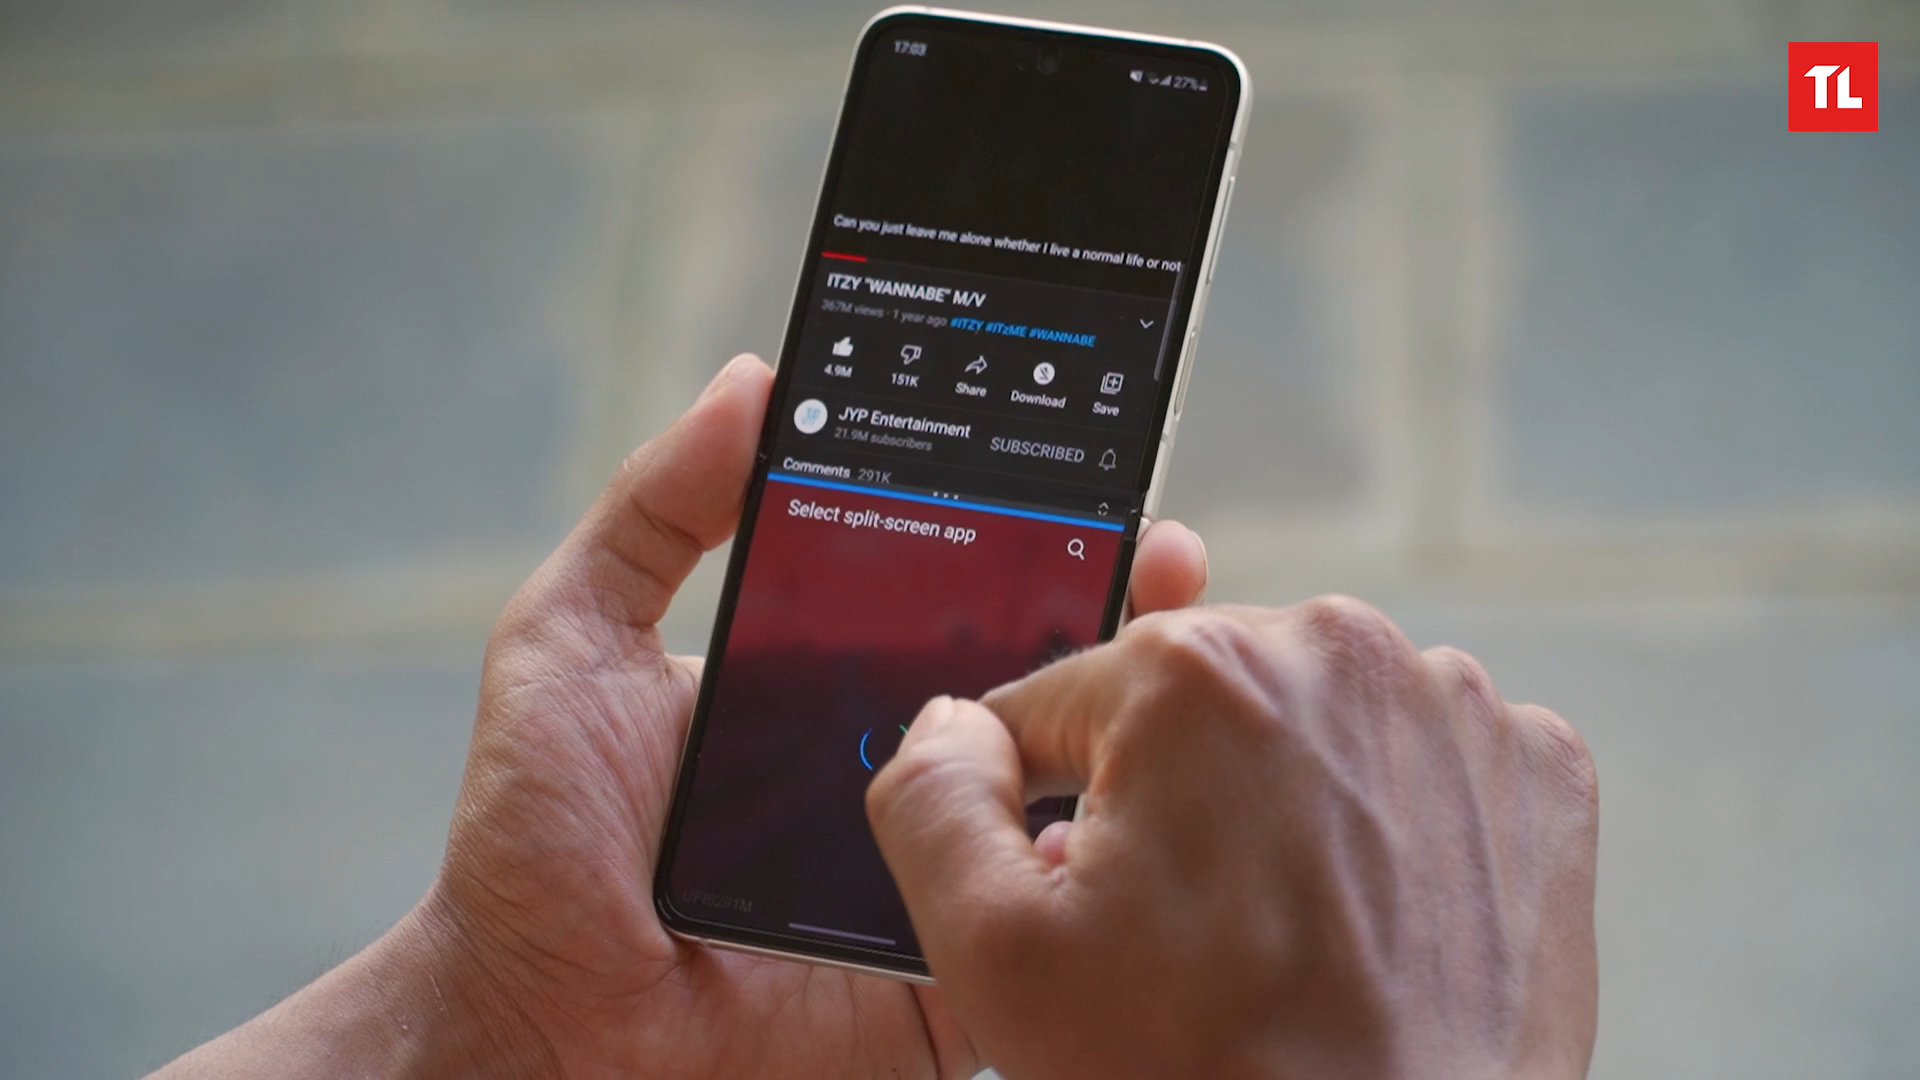 TL
17:03
27%
Can you just leave me alone whether I live a normal life or not
ITZY "WANNABE" M/V
367M views · 1 year ago #ITZY #ITzME #WANNABE
4.9M 151K Share Download Save
JYP Entertainment
21.9M subscribers
SUBSCRIBED
Comments 291K
Select split-screen app